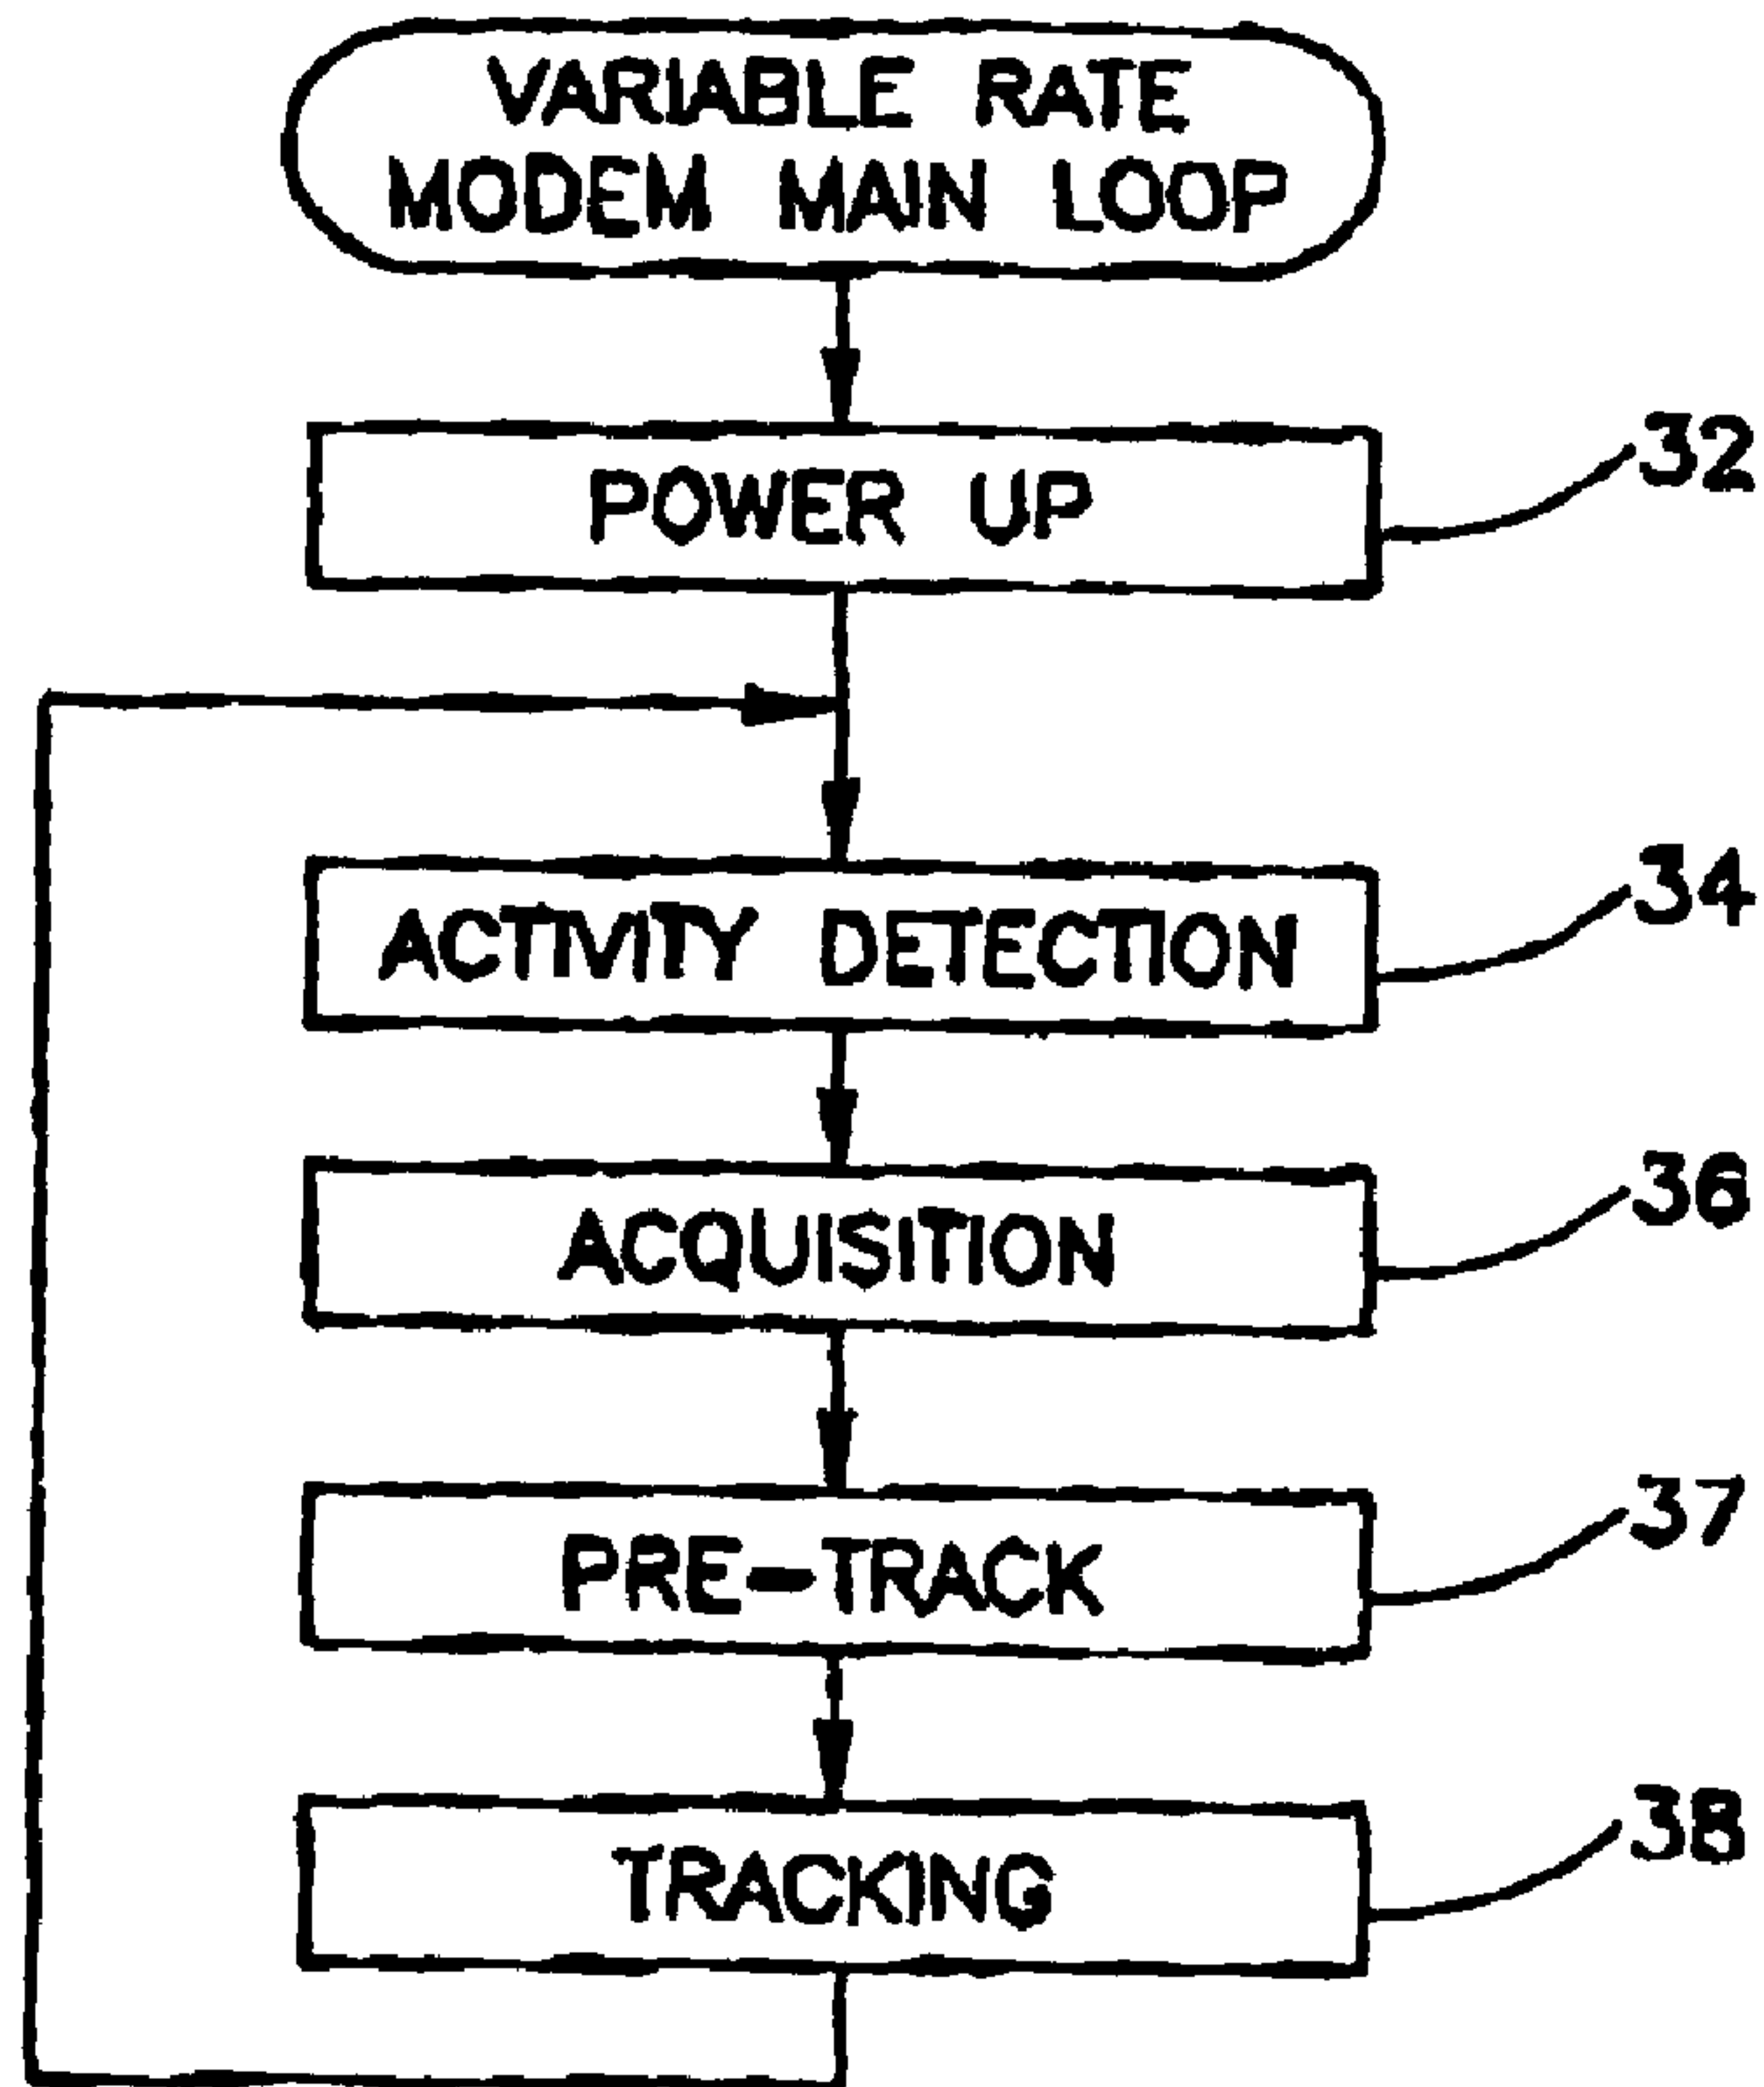 VARIABLE RATE
MODEM MAIN LOOP
POWER UP
32
ACTIVITY DETECTION
34
ACQUISITION
36
PRE-TRACK
37
TRACKING
38